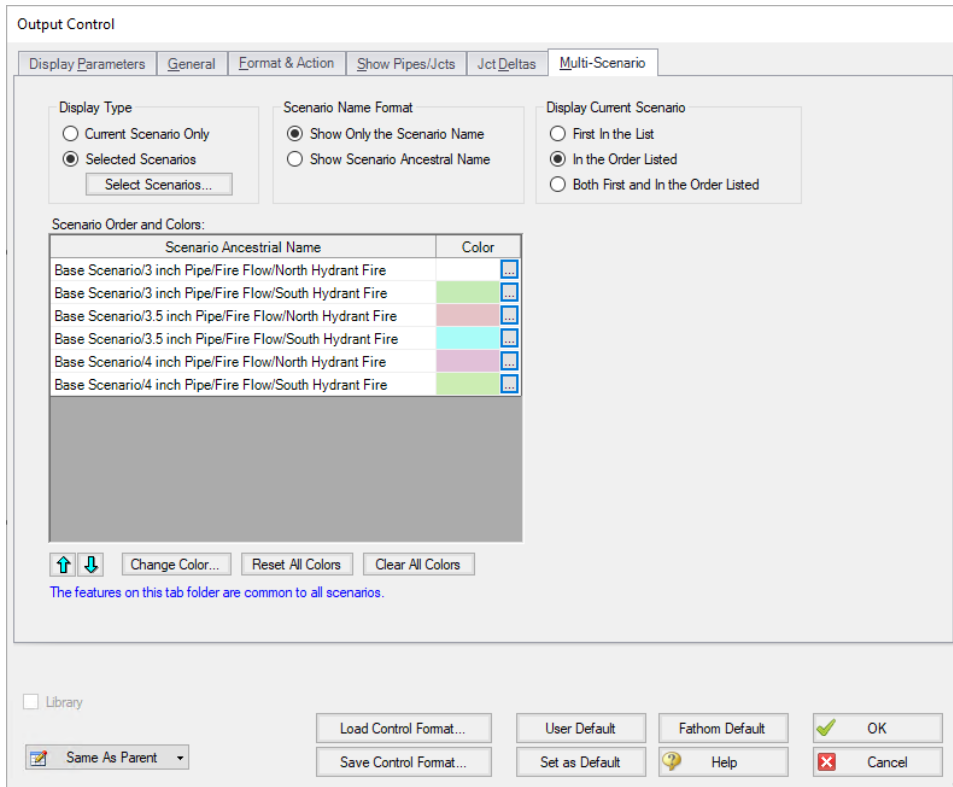 Output Control
Display Parameters General Format & Action Show Pipes/Jcts Jct Deltas Multi-Scenario
Display Type Scenario Name Format Display Current Scenario
Current Scenario Only Show Only the Scenario Name First In the List
Selected Scenarios Show Scenario Ancestral Name In the Order Listed
Select Scenarios... Both First and In the Order Listed
Scenario Order and Colors:
Scenario Ancestrial Name Color
Base Scenario/3 inch Pipe/Fire Flow/North Hydrant Fire ...
Base Scenario/3 inch Pipe/Fire Flow/South Hydrant Fire ...
Base Scenario/3.5 inch Pipe/Fire Flow/North Hydrant Fire ...
Base Scenario/3.5 inch Pipe/Fire Flow/South Hydrant Fire ...
Base Scenario/4 inch Pipe/Fire Flow/North Hydrant Fire ...
Base Scenario/4 inch Pipe/Fire Flow/South Hydrant Fire ...
Change Color... Reset All Colors Clear All Colors
The features on this tab folder are common to all scenarios.
Library
Load Control Format... User Default Fathom Default OK
Same As Parent Save Control Format... Set as Default Help Cancel